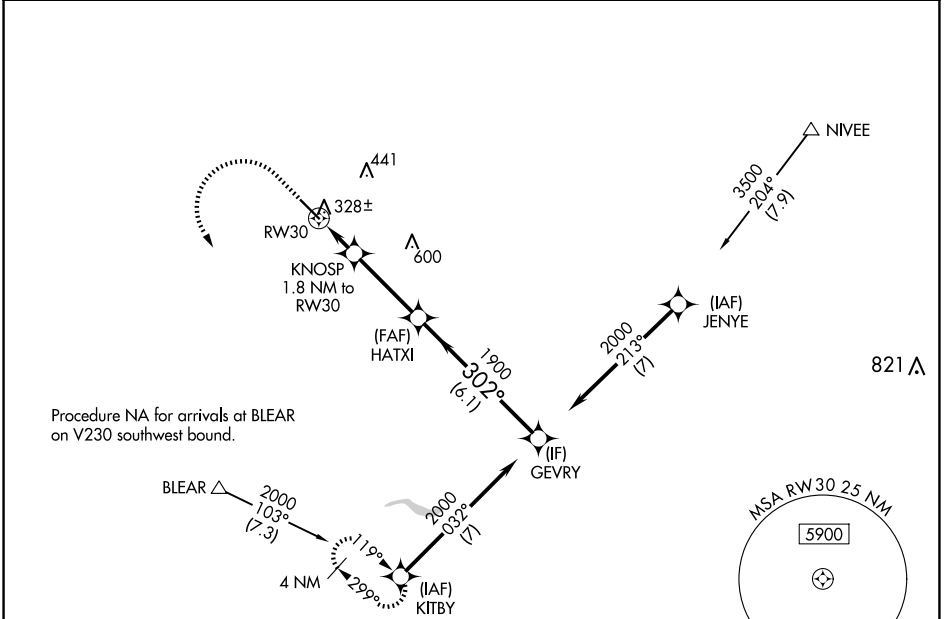 NIVEE
3500
204°
(7.9)
441
328±
RW30
600
KNOSP
1.8 NM to
RW30
(FAF)
HATXI
(IAF)
JENYE
2000
213°
(7)
1900
302°
(6.1)
821
Procedure NA for arrivals at BLEAR
on V230 southwest bound.
(IF)
GEVRY
BLEAR
2000
103°
(7.3)
2000
032°
(7)
MSA RW30 25 NM
5900
119°
4 NM
299°
(IAF)
KITBY